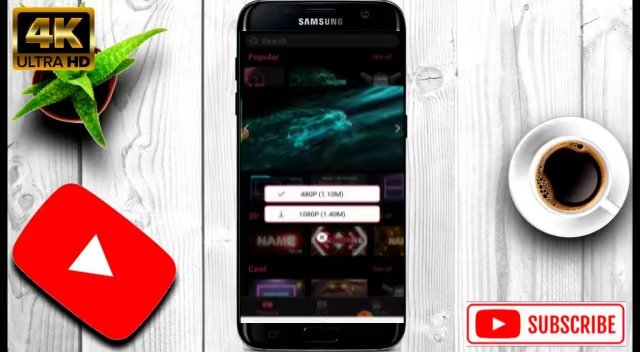 4K
ULTRA HD
SAMSUNG
Search
Popular
See all
480P (1.10M)
1080P (1.40M)
3D
NAME
Cool
See all
SUBSCRIBE